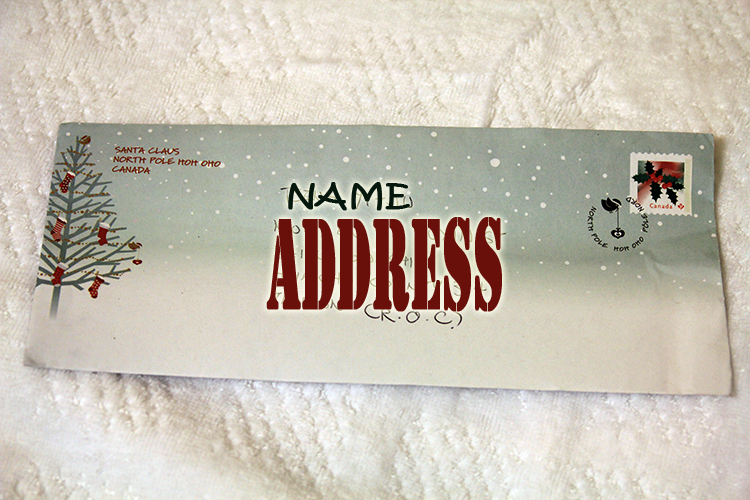 SANTA CLAUS
NORTH POLE H0H 0H0
CANADA
NAME
ADDRESS
(R.O.C.)
Canada P
NORTH POLE H0H 0H0 POLE NORD